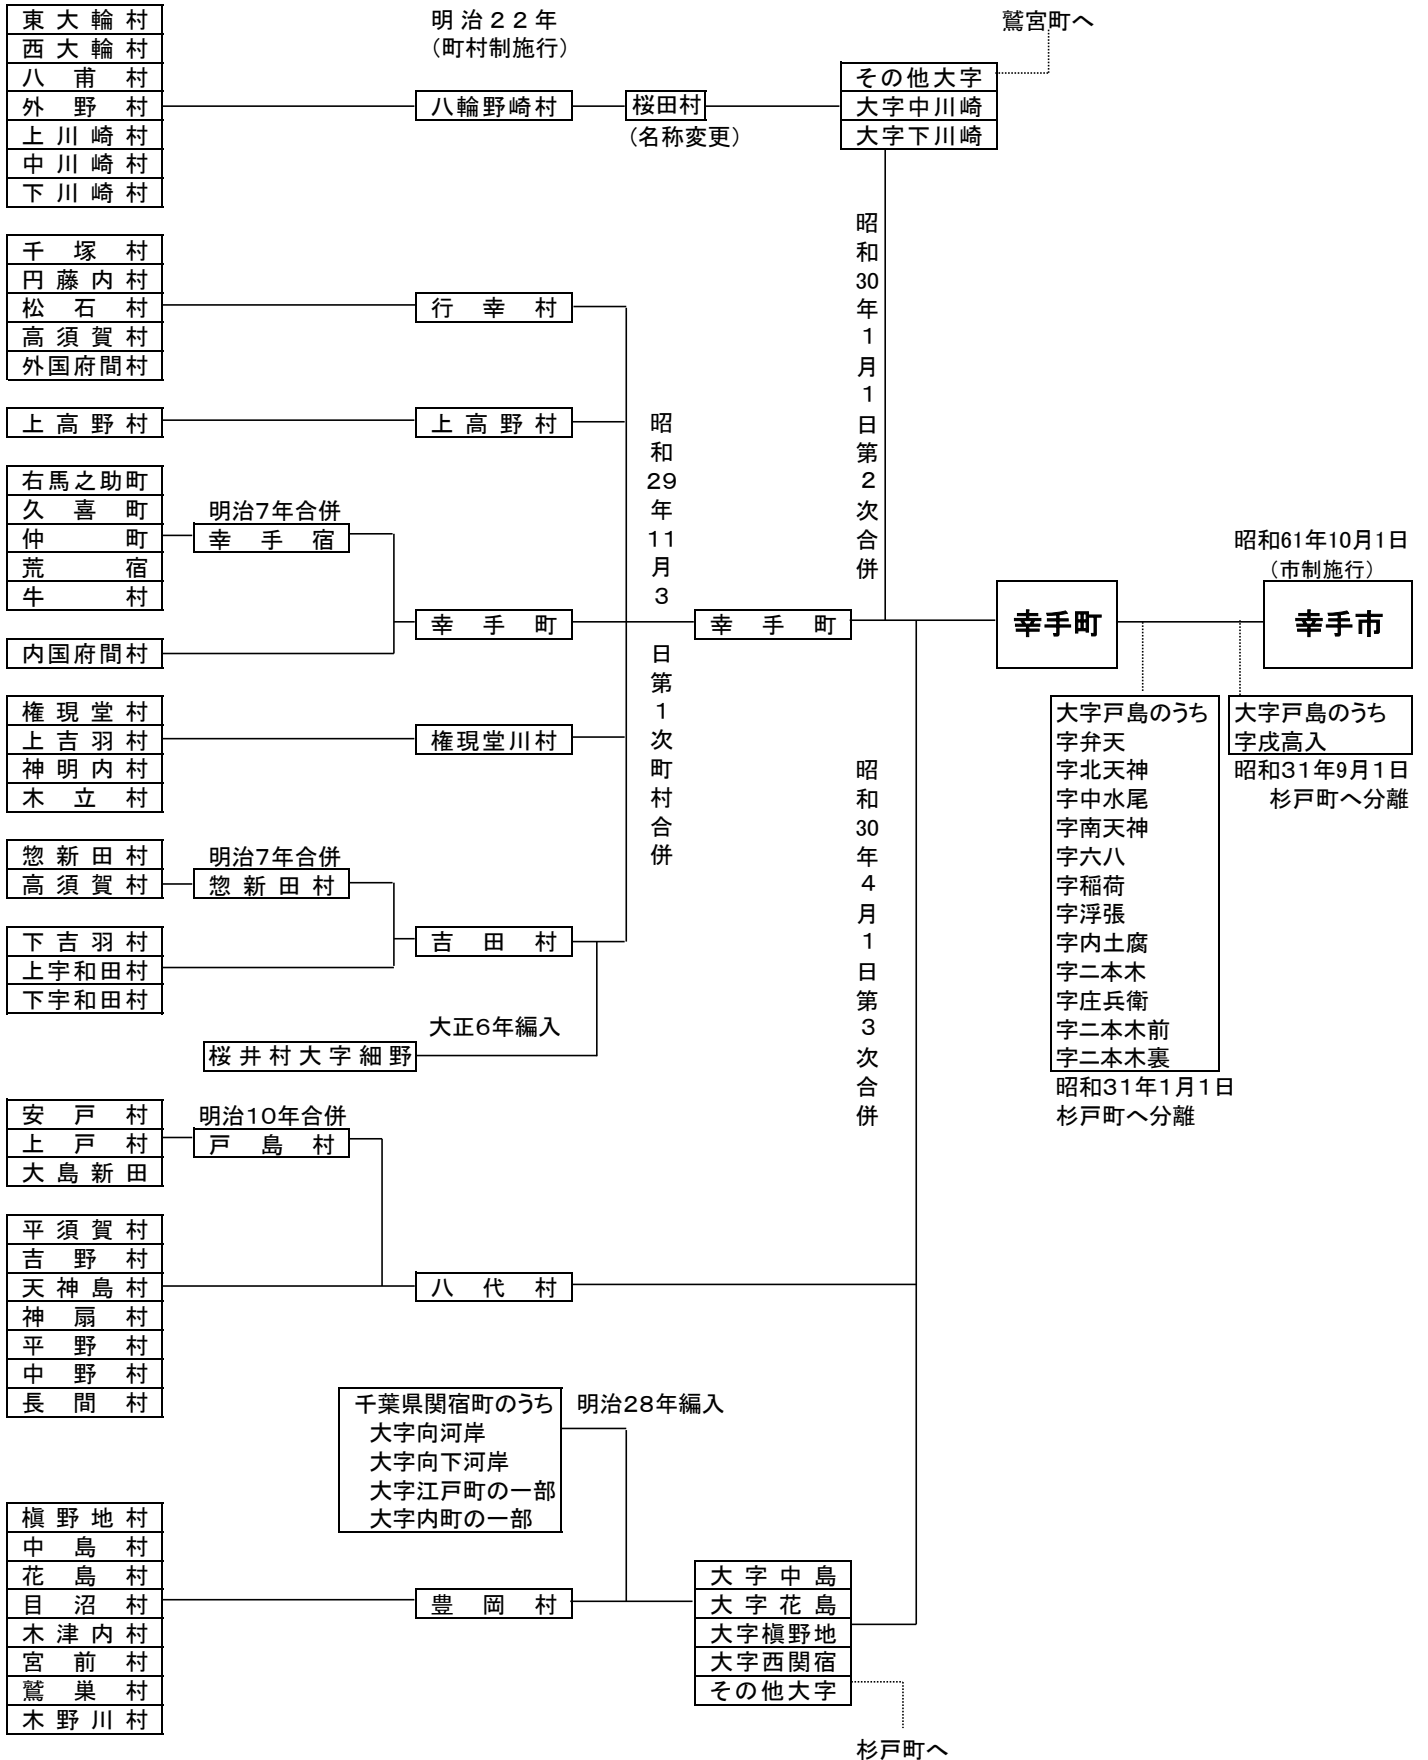 東大輪村
西大輪村
八甫村
外野村
上川崎村
中川崎村
下川崎村
明治２２年
（町村制施行）
八輪野崎村
桜田村
（名称変更）
鷲宮町へ
その他大字
大字中川崎
大字下川崎
昭和30年1月1日第2次合併
千塚村
円藤内村
松石村
高須賀村
外国府間村
行幸村
上高野村
上高野村
右馬之助町
久喜町
仲町
荒宿
牛村
明治7年合併
幸手宿
内国府間村
幸手町
昭和29年11月3日第1次町村合併
幸手町
幸手町
昭和61年10月1日
（市制施行）
幸手市
権現堂村
上吉羽村
神明内村
木立村
権現堂川村
惣新田村
高須賀村
明治7年合併
惣新田村
下吉羽村
上宇和田村
下宇和田村
吉田村
大正6年編入
桜井村大字細野
昭和30年4月1日第3次合併
大字戸島のうち
字弁天
字北天神
字中水尾
字南天神
字六八
字稲荷
字浮張
字内土腐
字二本木
字庄兵衛
字二本木前
字二本木裏
昭和31年1月1日
杉戸町へ分離
大字戸島のうち
字戌高入
昭和31年9月1日
杉戸町へ分離
安戸村
上戸村
大島新田
明治10年合併
戸島村
平須賀村
吉野村
天神島村
神扇村
平野村
中野村
長間村
八代村
千葉県関宿町のうち
大字向河岸
大字向下河岸
大字江戸町の一部
大字内町の一部
明治28年編入
槇野地村
中島村
花島村
目沼村
木津内村
宮前村
鷲巣村
木野川村
豊岡村
大字中島
大字花島
大字槇野地
大字西関宿
その他大字
杉戸町へ